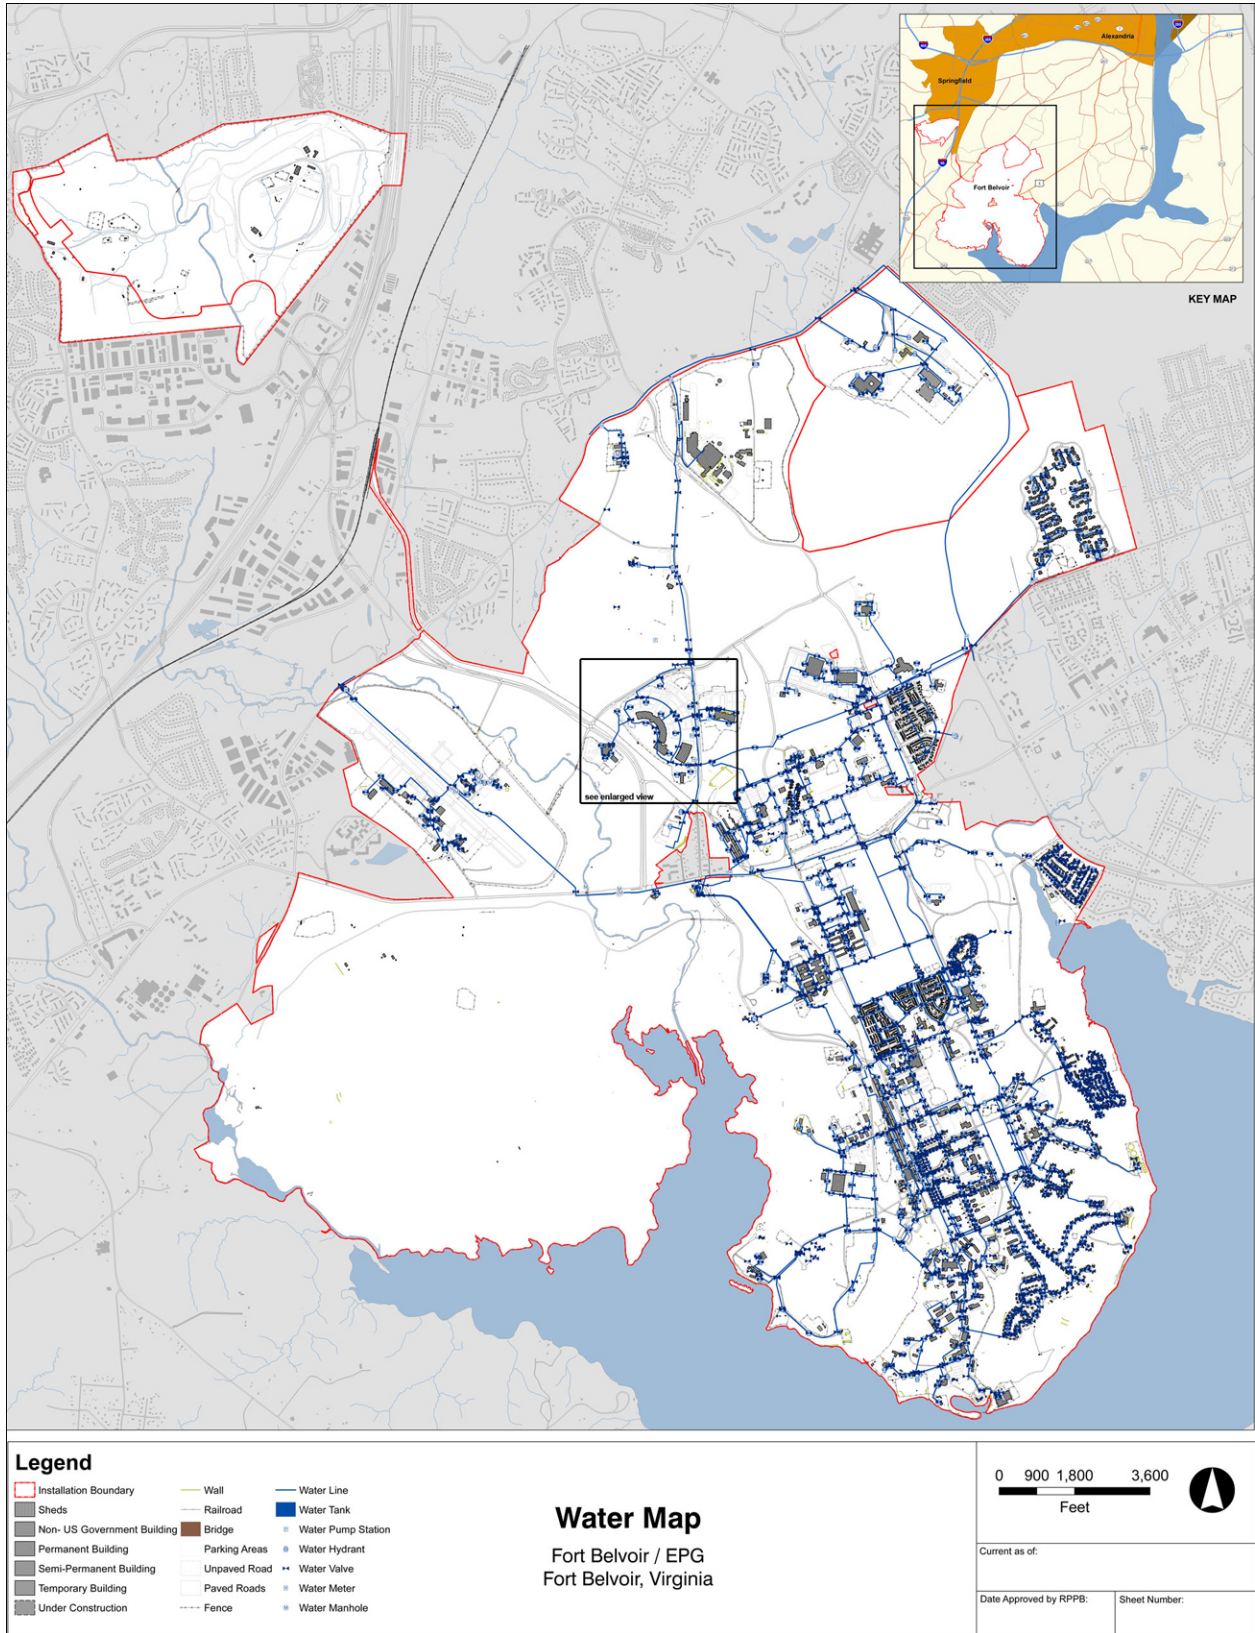 Alexandria
Springfield
Fort Belvoir
KEY MAP
see enlarged view
Legend
Installation Boundary
Sheds
Non- US Government Building
Permanent Building
Semi-Permanent Building
Temporary Building
Under Construction
Wall
Railroad
Bridge
Parking Areas
Unpaved Road
Paved Roads
Fence
Water Line
Water Tank
Water Pump Station
Water Hydrant
Water Valve
Water Meter
Water Manhole
Water Map
Fort Belvoir / EPG
Fort Belvoir, Virginia
0 900 1,800 3,600
Feet
Current as of:
Date Approved by RPPB:
Sheet Number: